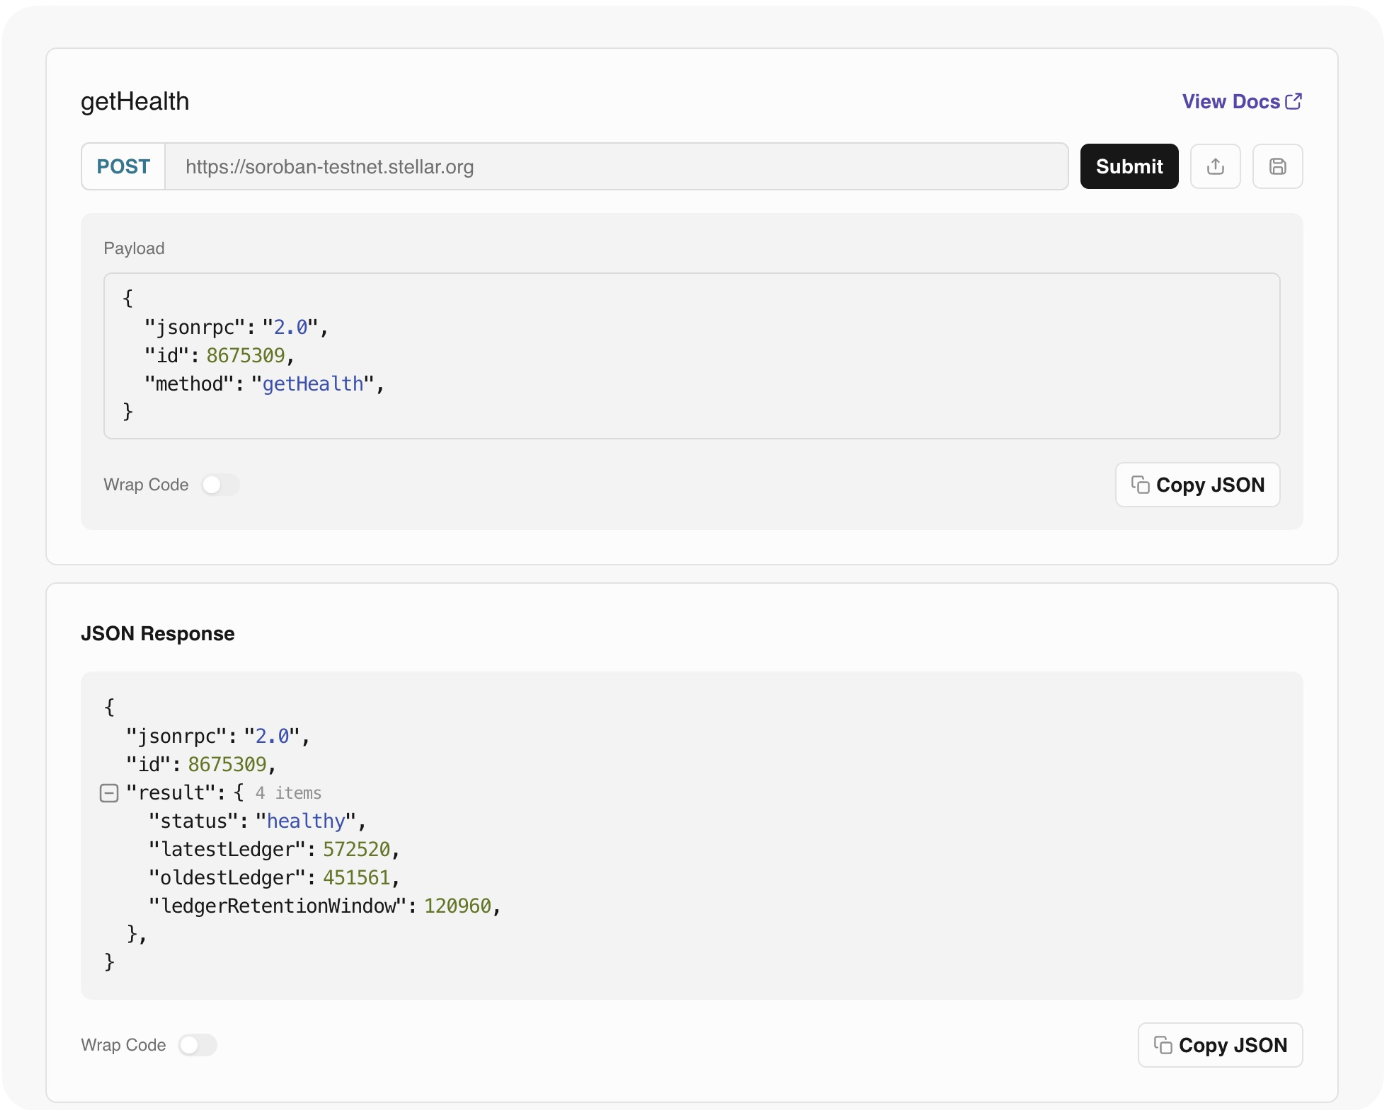 getHealth
View Docs
POST
https://soroban-testnet.stellar.org
Submit
Payload
{
"jsonrpc": "2.0",
"id": 8675309,
"method": "getHealth",
}
Wrap Code
Copy JSON
JSON Response
{
"jsonrpc": "2.0",
"id": 8675309,
"result": { 4 items
"status": "healthy",
"latestLedger": 572520,
"oldestLedger": 451561,
"ledgerRetentionWindow": 120960,
},
}
Wrap Code
Copy JSON